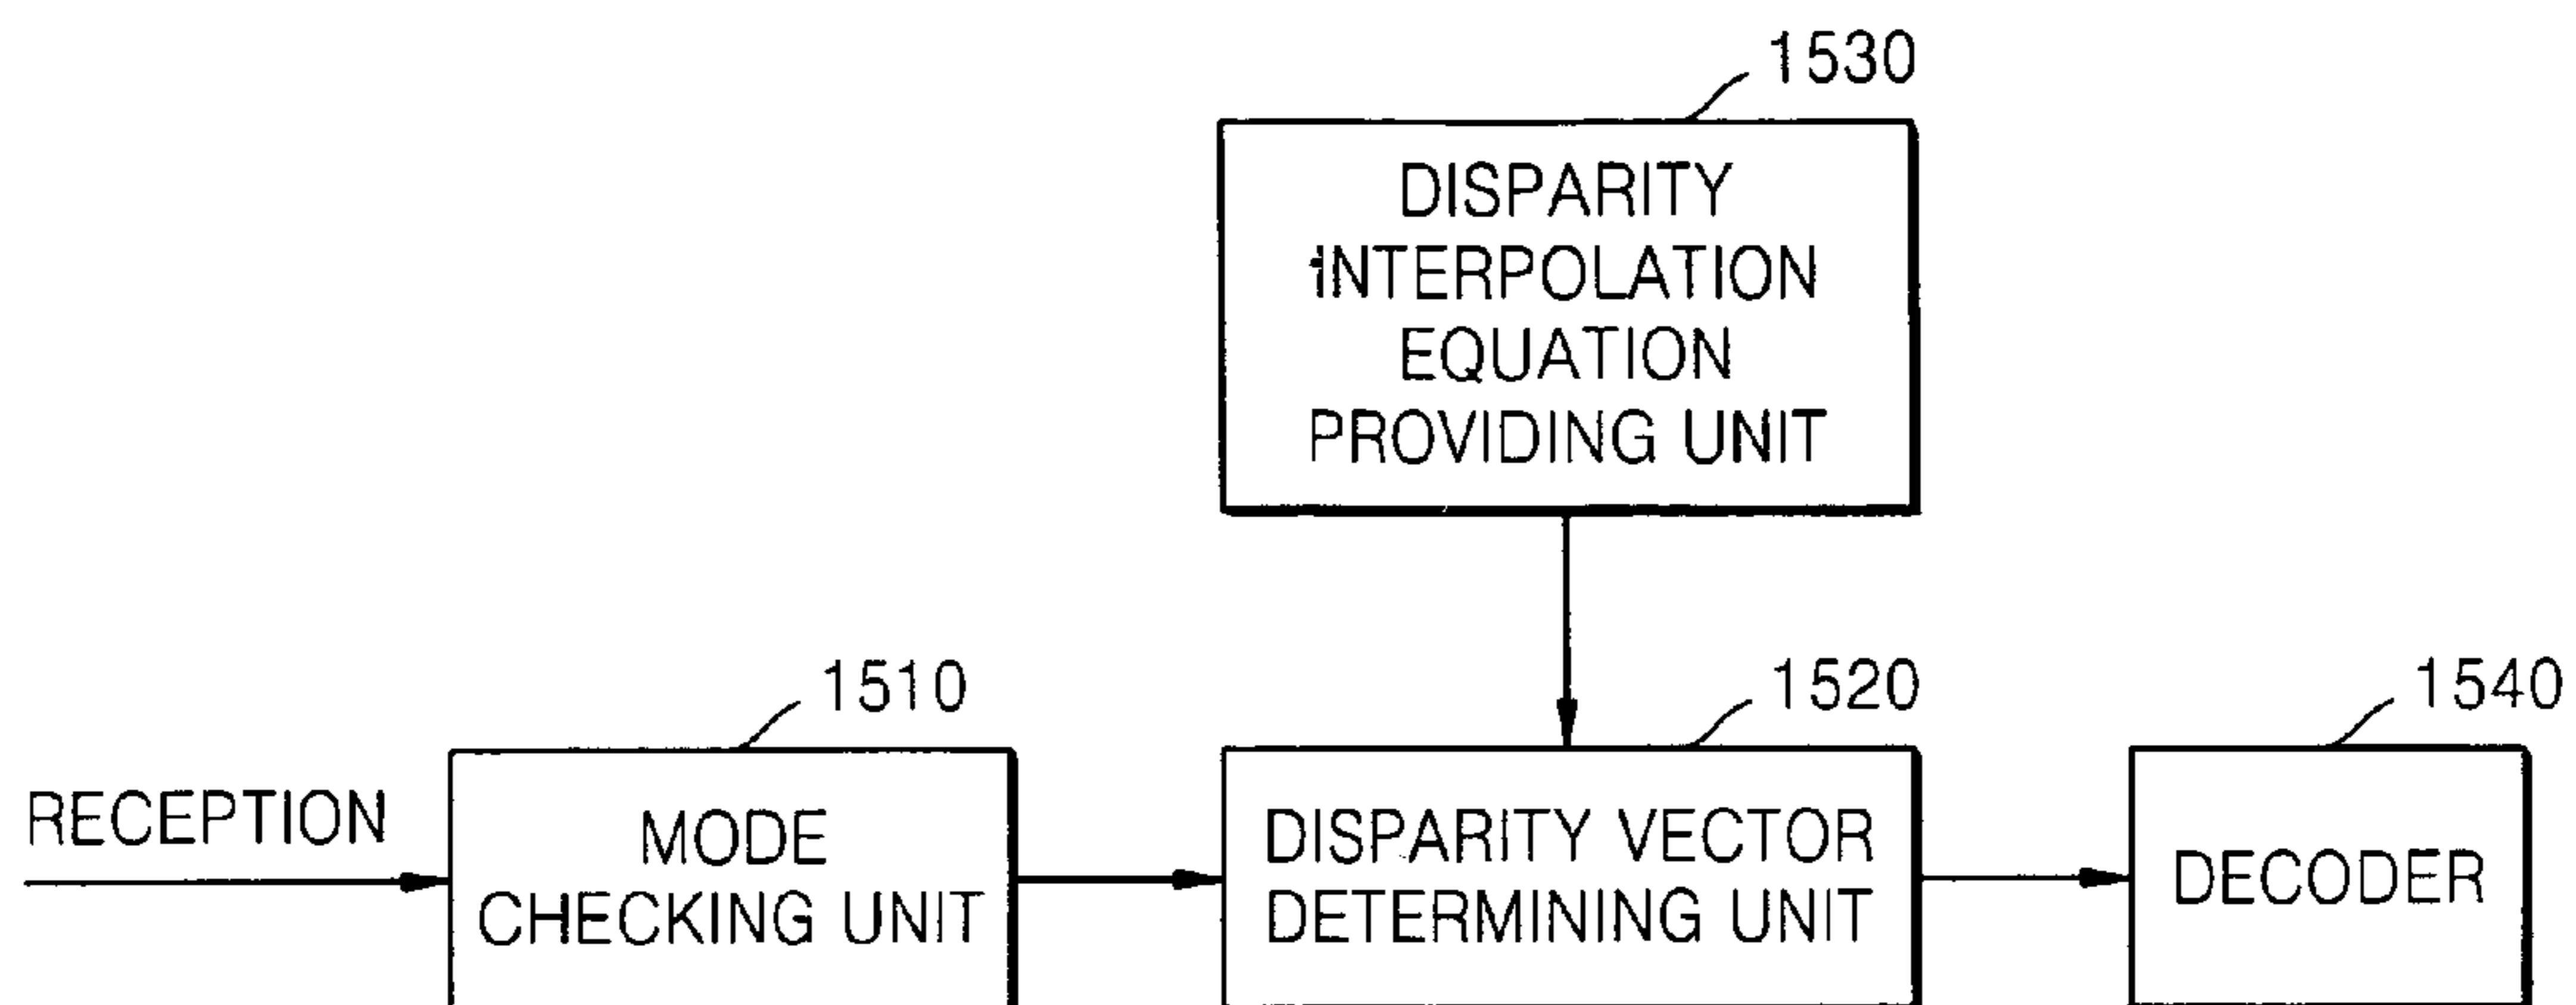 1530
DISPARITY
INTERPOLATION
EQUATION
PROVIDING UNIT
1510
1520
1540
RECEPTION
MODE
CHECKING UNIT
DISPARITY VECTOR
DETERMINING UNIT
DECODER